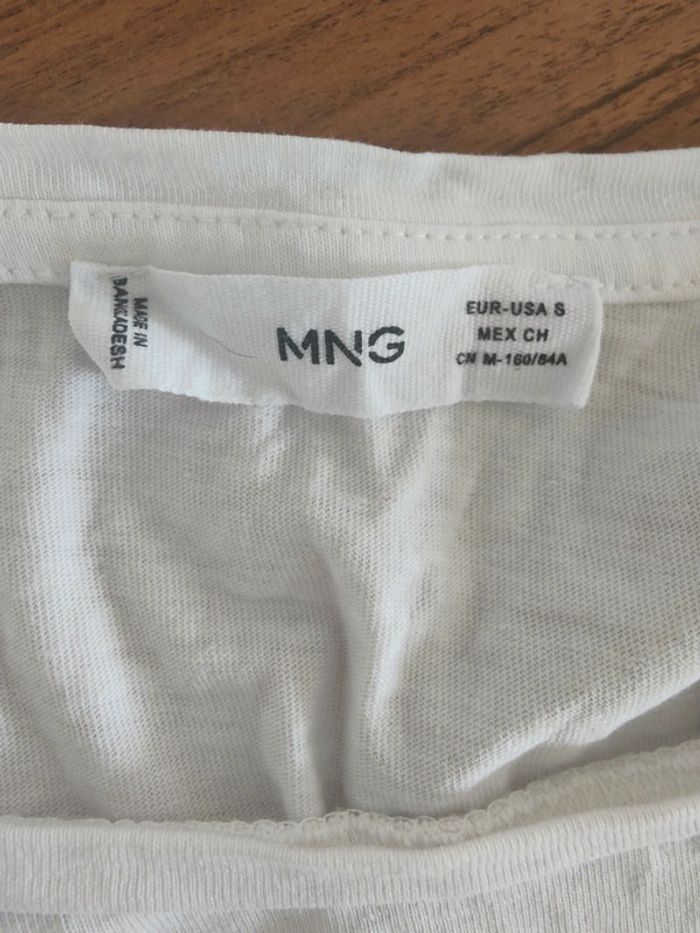 MADE IN
BANGLADESH
MNG
EUR-USA S
MEX CH
CN M-160/84A